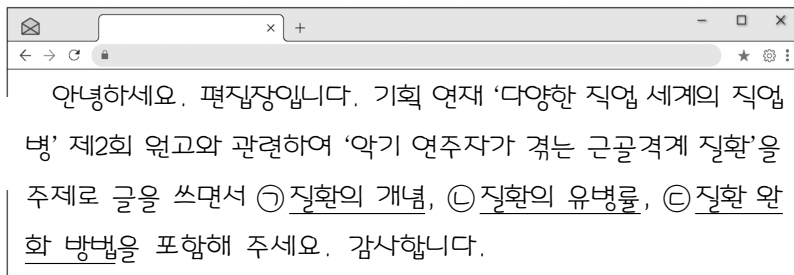 안녕하세요. 편집장입니다. 기획 연재 ‘다양한 직업 세계의 직업
병’ 제2회 원고와 관련하여 ‘악기 연주자가 겪는 근골격계 질환’을
주제로 글을 쓰면서 ㉠질환의 개념, ㉡질환의 유병률, ㉢질환 완
화 방법을 포함해 주세요. 감사합니다.